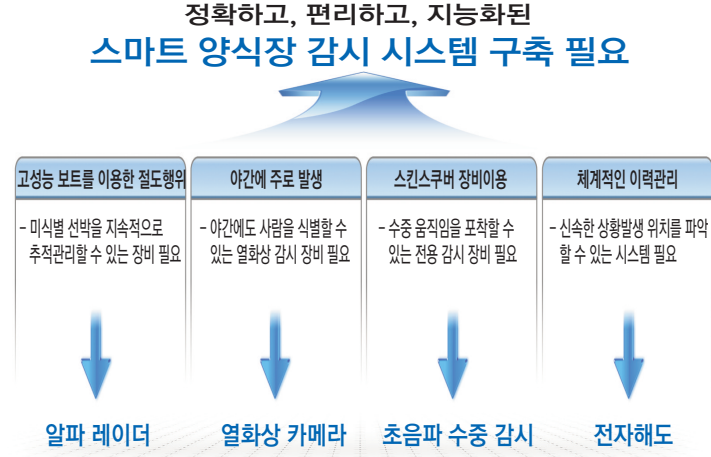 정확하고, 편리하고, 지능화된
스마트 양식장 감시 시스템 구축 필요
고성능 보트를 이용한 절도행위
- 미식별 선박을 지속적으로
추적관리할 수 있는 장비 필요
알파 레이더
야간에 주로 발생
- 야간에도 사람을 식별할 수
있는 열화상 감시 장비 필요
열화상 카메라
스킨스쿠버 장비이용
- 수중 움직임을 포착할 수
있는 전용 감시 장비 필요
초음파 수중 감시
체계적인 이력관리
- 신속한 상황발생 위치를 파악
할 수 있는 시스템 필요
전자해도